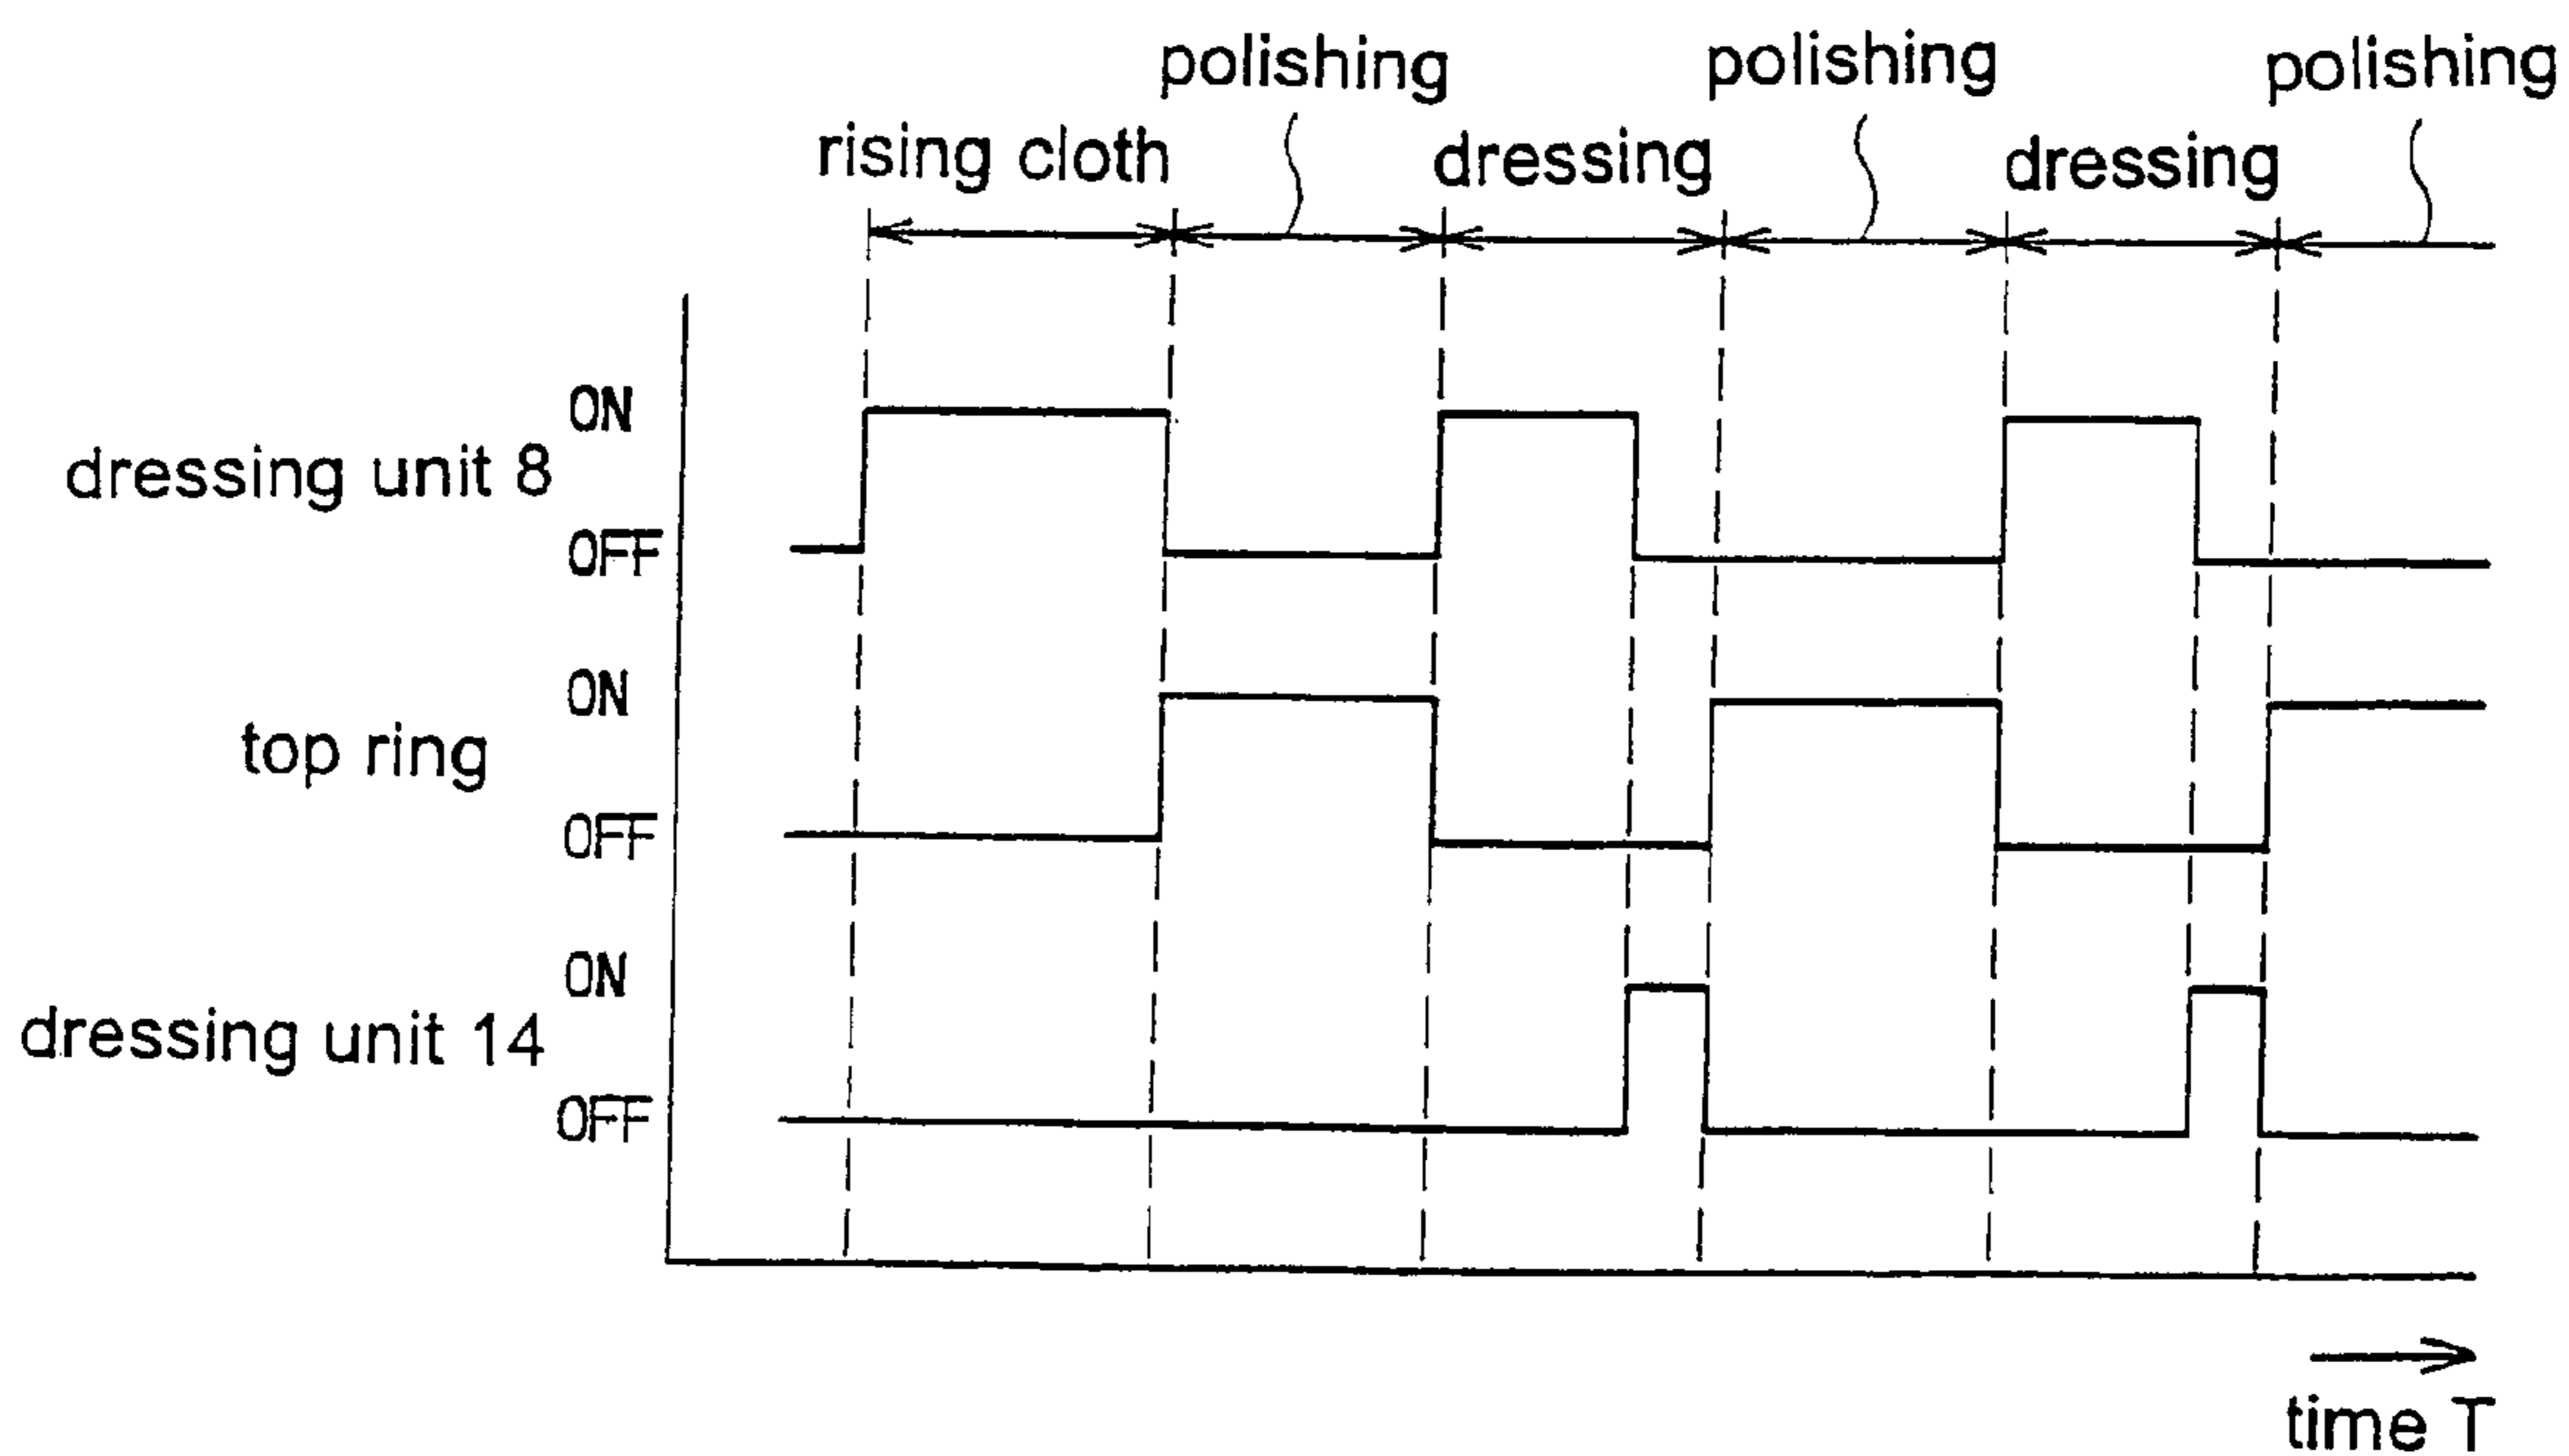 polishing polishing polishing
rising cloth dressing dressing
ON
dressing unit 8
OFF
ON
top ring
OFF
ON
dressing unit 14
OFF
time T